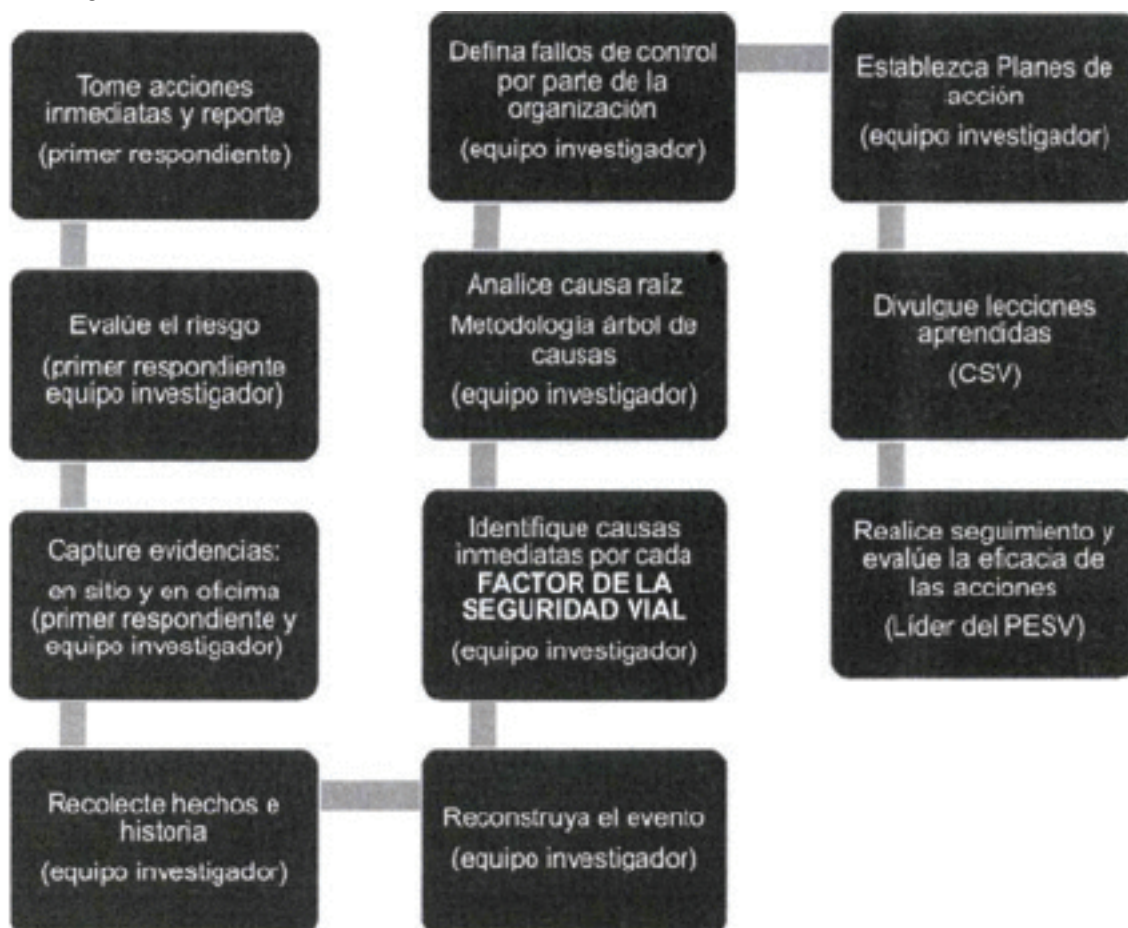 Tome acciones
inmediatas y reporte
(primer respondiente)
Evalúe el riesgo
(primer respondiente
equipo investigador)
Capture evidencias:
en sitio y en oficima
(primer respondiente y
equipo investigador)
Recolecte hechos e
historia
(equipo investigador)
Reconstruya el evento
(equipo investigador)
Identifique causas
inmediatas por cada
FACTOR DE LA
SEGURIDAD VIAL
(equipo investigador)
Analice causa raíz
Metodología árbol de
causas
(equipo investigador)
Defina fallos de control
por parte de la
organización
(equipo investigador)
Establezca Planes de
acción
(equipo investigador)
Divulgue lecciones
aprendidas
(CSV)
Realice seguimiento y
evalúe la eficacia de
las acciones
(Líder del PESV)